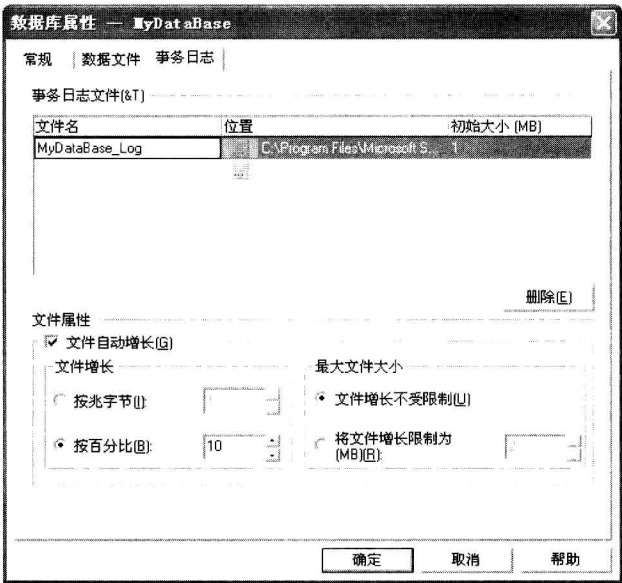 数据库属性 — MyDataBase
常规 数据文件 事务日志
事务日志文件(&T)
文件名 位置 初始大小 (MB)
MyDataBase_Log ... C:\Program Files\Microsoft S... 1
...
删除(E)
文件属性
文件自动增长(G)
文件增长 最大文件大小
按兆字节(I): 文件增长不受限制(U)
按百分比(B): 10 将文件增长限制为
(MB)(R):
确定 取消 帮助